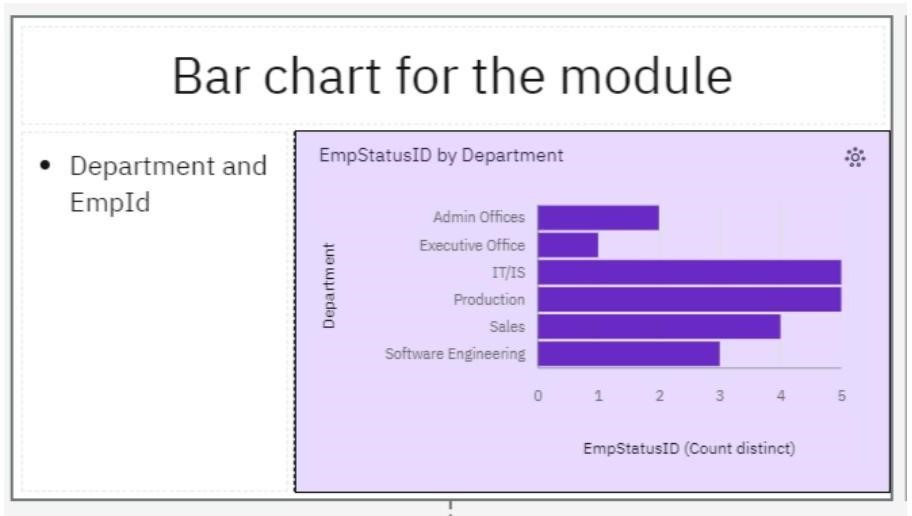 Bar chart for the module
Department and
EmpId
EmpStatusID by Department
Department
Admin Offices
Executive Office
IT/IS
Production
Sales
Software Engineering
0 1 2 3 4 5
EmpStatusID (Count distinct)